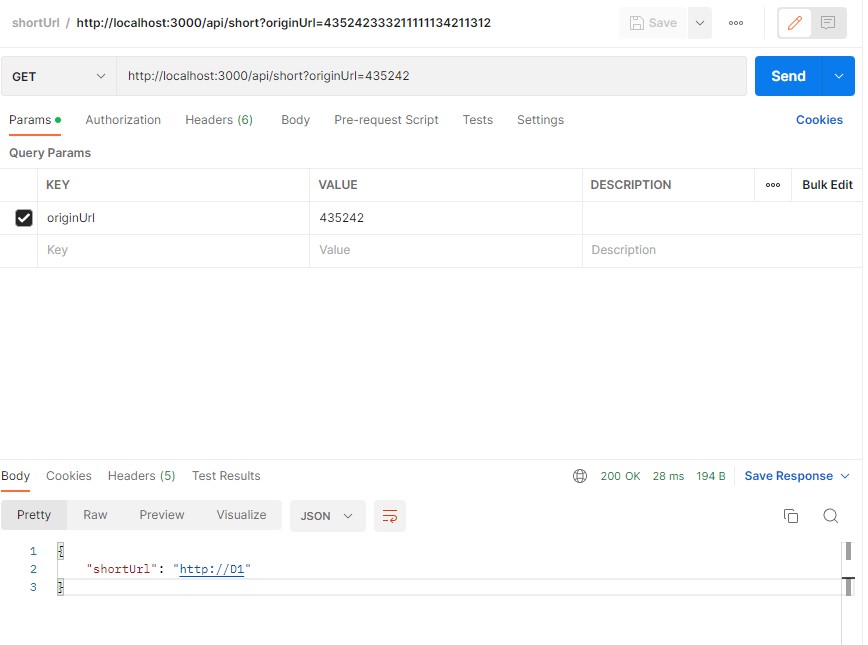 shortUrl / http://localhost:3000/api/short?originUrl=435242333211111134211312 Save
GET http://localhost:3000/api/short?originUrl=435242 Send
Params Authorization Headers (6) Body Pre-request Script Tests Settings Cookies
Query Params
KEY VALUE DESCRIPTION Bulk Edit
originUrl 435242
Key Value Description
Body Cookies Headers (5) Test Results 200 OK 28 ms 194 B Save Response
Pretty Raw Preview Visualize JSON
1 {
2 "shortUrl": "http://D1"
3 }